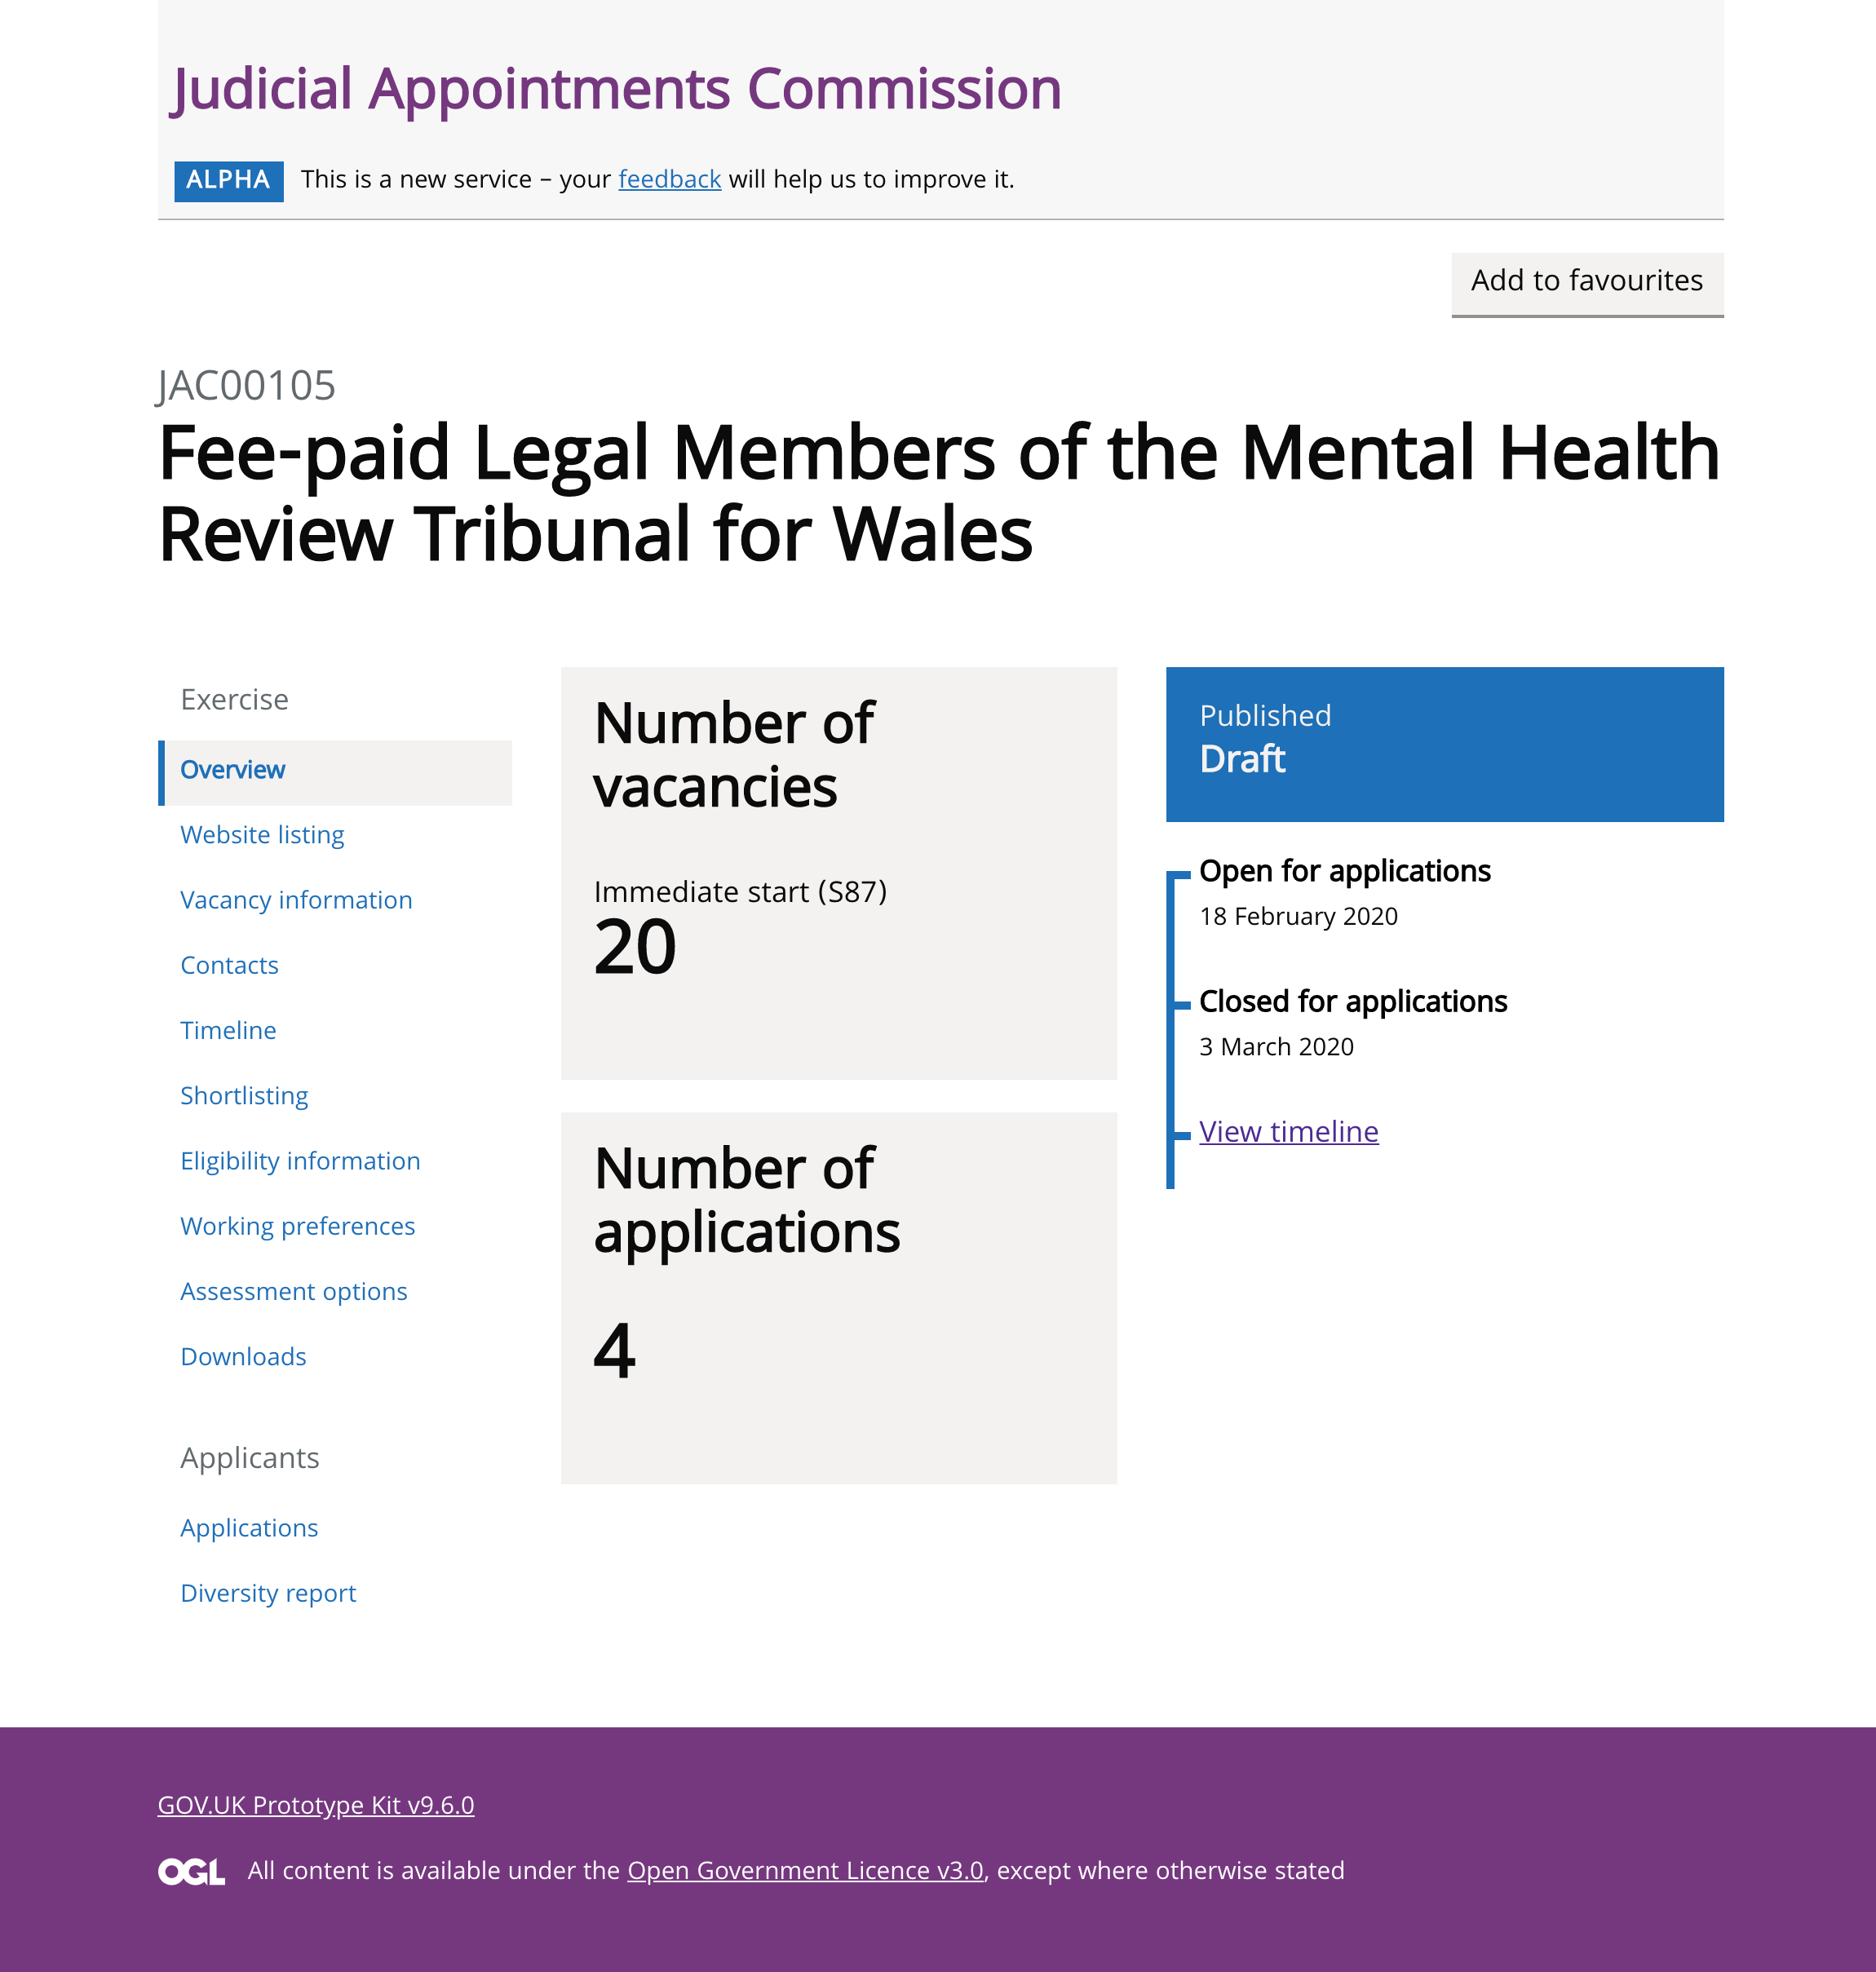 Judicial Appointments Commission
ALPHA This is a new service – your feedback will help us to improve it.
Add to favourites
JAC00105
Fee-paid Legal Members of the Mental Health
Review Tribunal for Wales
Exercise
Overview
Website listing
Vacancy information
Contacts
Timeline
Shortlisting
Eligibility information
Working preferences
Assessment options
Downloads
Applicants
Applications
Diversity report
Number of
vacancies
Immediate start (S87)
20
Number of
applications
4
Published
Draft
Open for applications
18 February 2020
Closed for applications
3 March 2020
View timeline
GOV.UK Prototype Kit v9.6.0
OGL All content is available under the Open Government Licence v3.0, except where otherwise stated